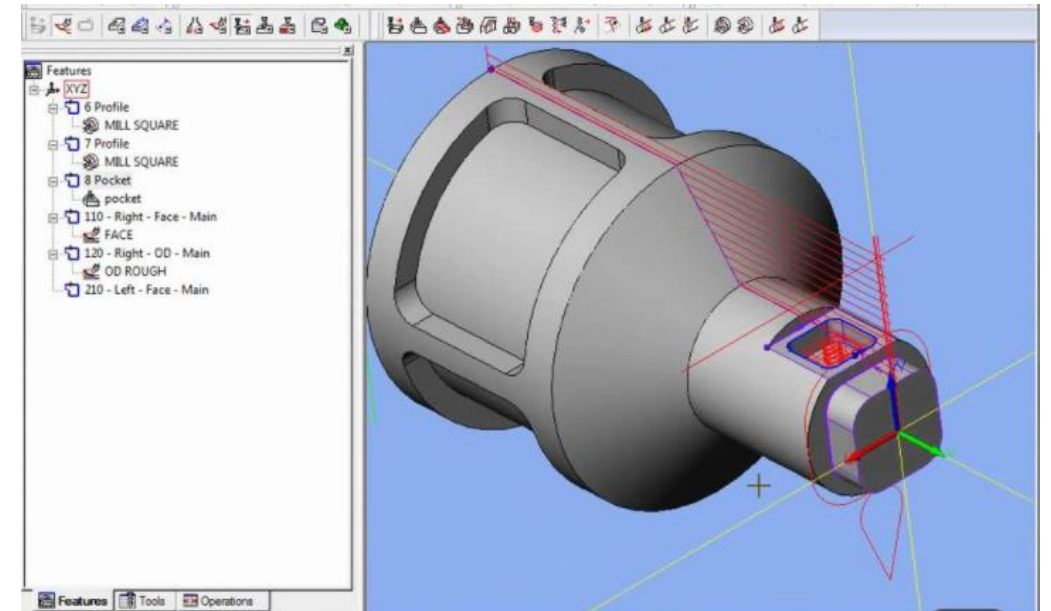 Features
XYZ
6 Profile
MILL SQUARE
7 Profile
MILL SQUARE
8 Pocket
pocket
110 - Right - Face - Main
FACE
120 - Right - OD - Main
OD ROUGH
210 - Left - Face - Main
Features Tools Operations